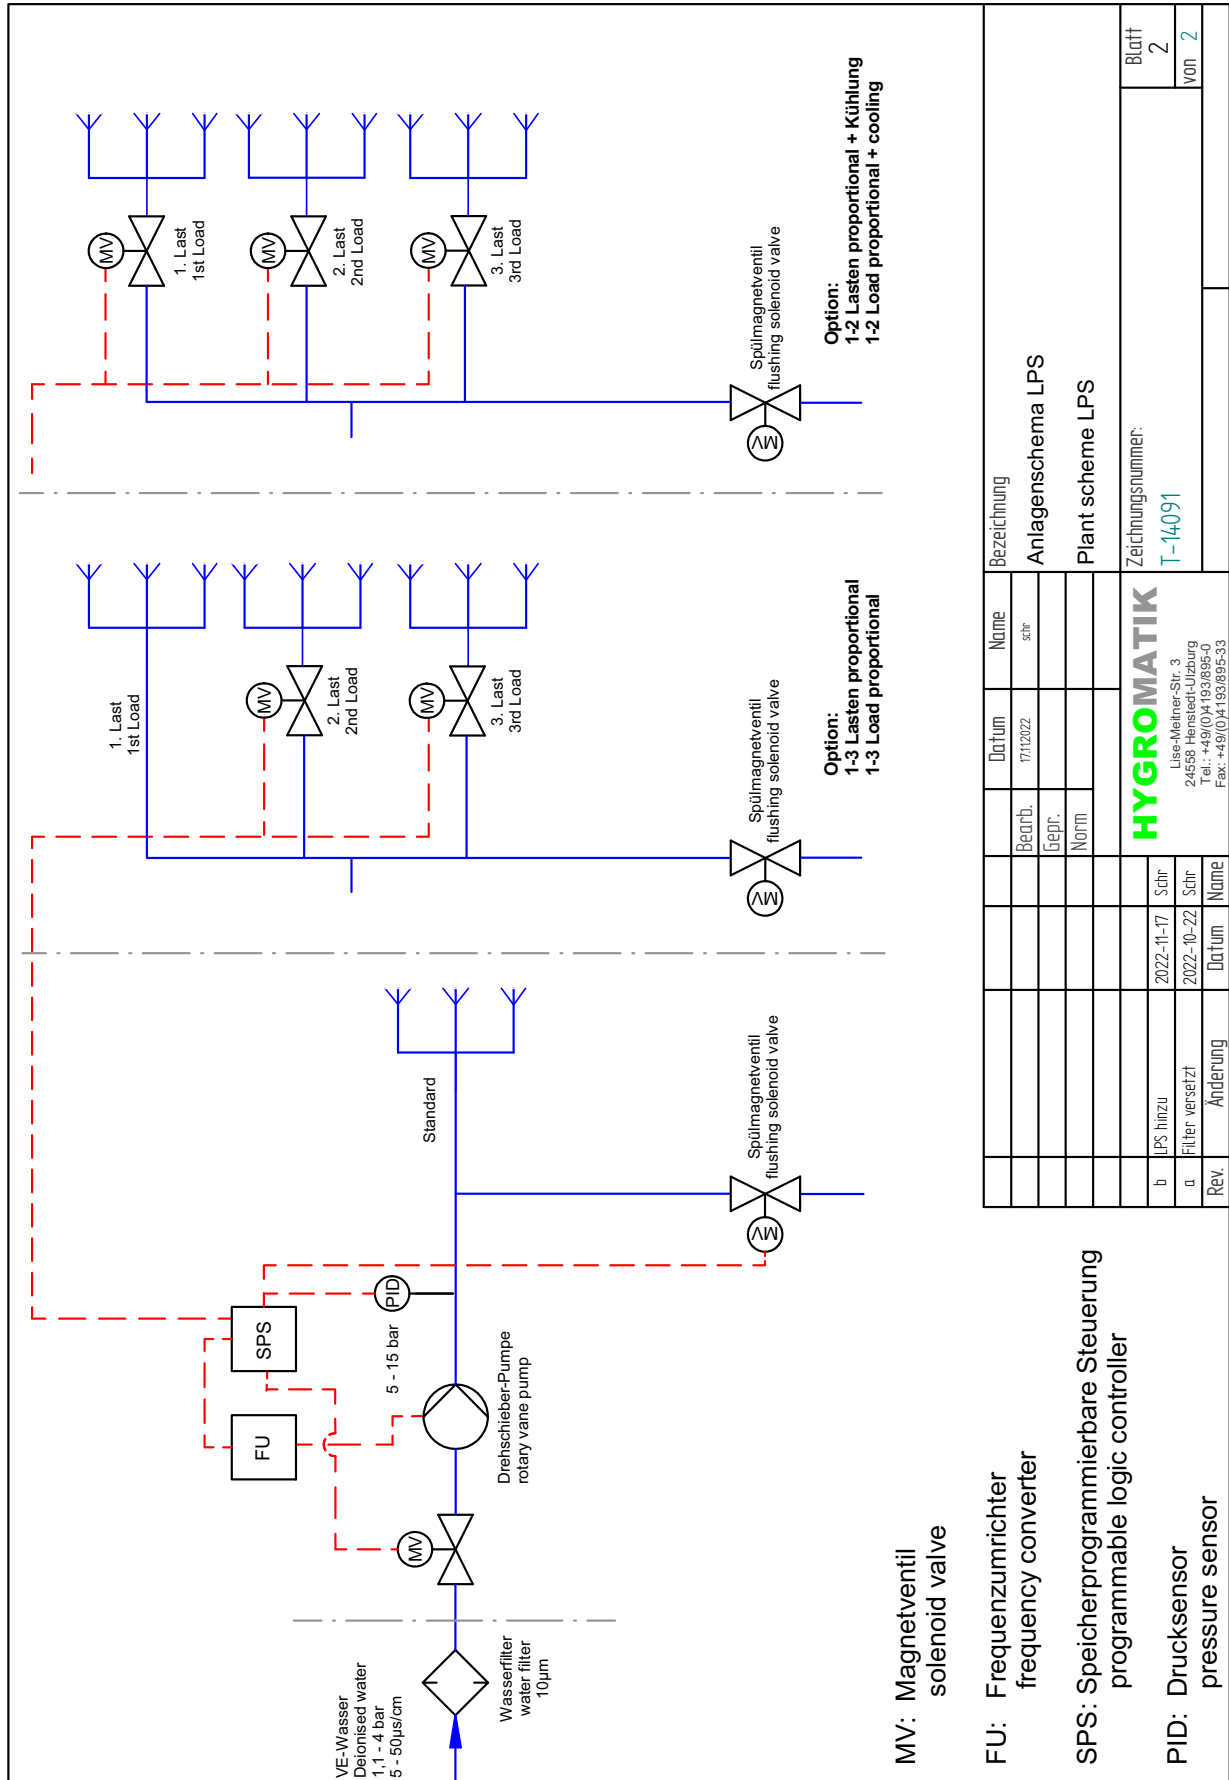 VE-Wasser
Deionised water
1,1 - 4 bar
5 - 50µs/cm
Wasserfilter
water filter
10µm
MV
FU
SPS
PID
5 - 15 bar
Drehschieber-Pumpe
rotary vane pump
Standard
MV
Spülmagnetventil
flushing solenoid valve
1. Last
1st Load
MV
2. Last
2nd Load
MV
3. Last
3rd Load
MV
Spülmagnetventil
flushing solenoid valve
Option:
1-3 Lasten proportional
1-3 Load proportional
MV
1. Last
1st Load
MV
2. Last
2nd Load
MV
3. Last
3rd Load
MV
Spülmagnetventil
flushing solenoid valve
Option:
1-2 Lasten proportional + Kühlung
1-2 Load proportional + cooling
MV: Magnetventil
solenoid valve
FU: Frequenzumrichter
frequency converter
SPS: Speicherprogrammierbare Steuerung
programmable logic controller
PID: Drucksensor
pressure sensor
Datum Name
Bearb. 17.11.2022 schr
Gepr.
Norm
Bezeichnung
Anlagenschema LPS
Plant scheme LPS
b LPS hinzu 2022-11-17 Schr
a Filter versetzt 2022-10-22 Schr
Rev. Änderung Datum Name
HYGROMATIK
Lise-Meitner-Str. 3
24558 Henstedt-Ulzburg
Tel.: +49/(0)4193/895-0
Fax: +49/(0)4193/895-33
Zeichnungsnummer:
T-14091
Blatt
2
von 2